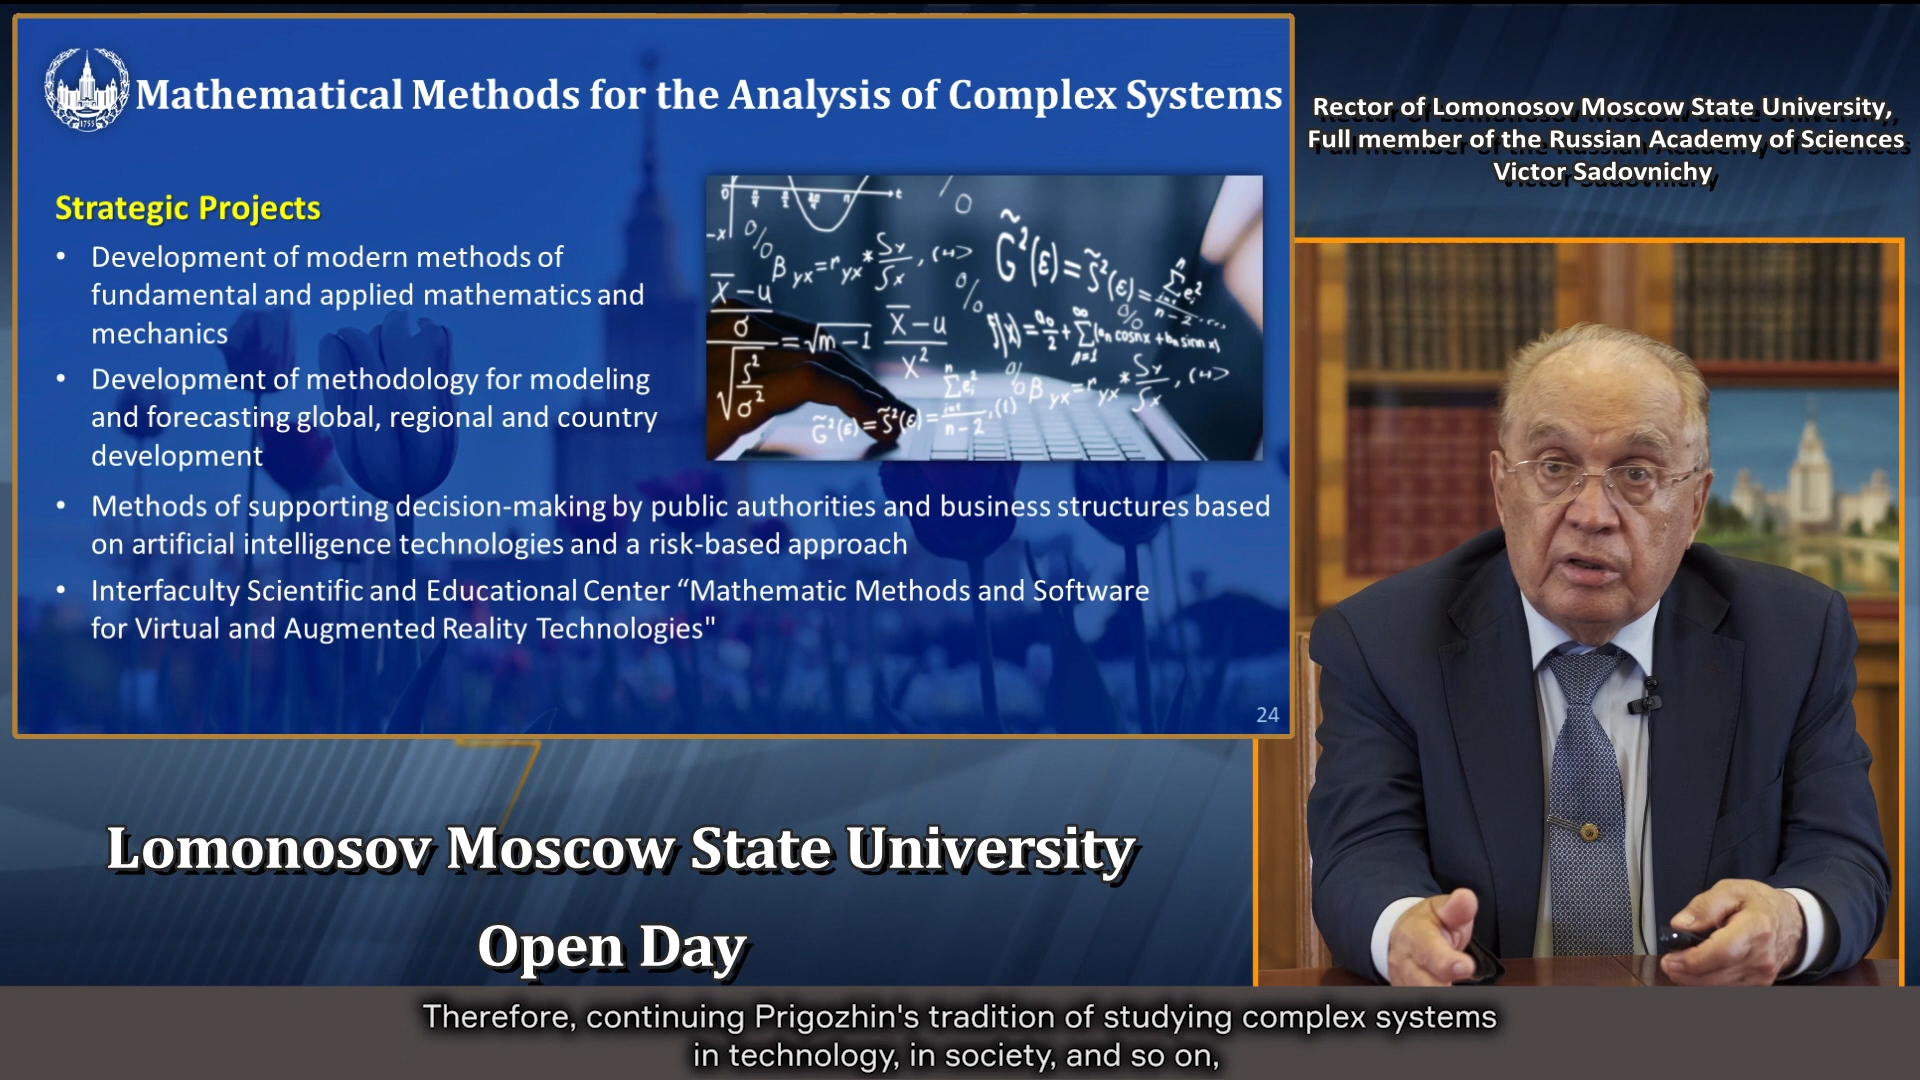 Mathematical Methods for the Analysis of Complex Systems
1755
Strategic Projects
• Development of modern methods of
fundamental and applied mathematics and
mechanics
• Development of methodology for modeling
and forecasting global, regional and country
development
• Methods of supporting decision-making by public authorities and business structures based
on artificial intelligence technologies and a risk-based approach
• Interfaculty Scientific and Educational Center “Mathematic Methods and Software
for Virtual and Augmented Reality Technologies"
24
Rector of Lomonosov Moscow State University,
Full member of the Russian Academy of Sciences
Victor Sadovnichy
Lomonosov Moscow State University
Open Day
Therefore, continuing Prigozhin's tradition of studying complex systems
in technology, in society, and so on,